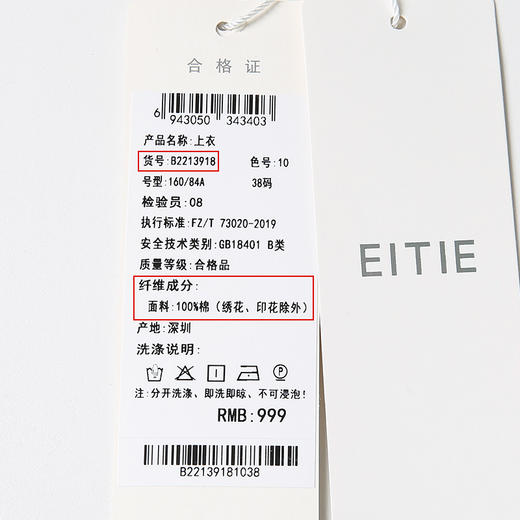 合格证
6 943050 343403
产品名称:上衣
货号:B2213918 色号:10
号型:160/84A 38码
检验员:08
执行标准:FZ/T 73020-2019
安全技术类别:GB18401 B类
质量等级:合格品
纤维成分:
面料:100%棉（绣花、印花除外）
产地:深圳
洗涤说明:
P
注:分开洗涤、即洗即晾、不可浸泡!
RMB:999
B22139181038
EITIE